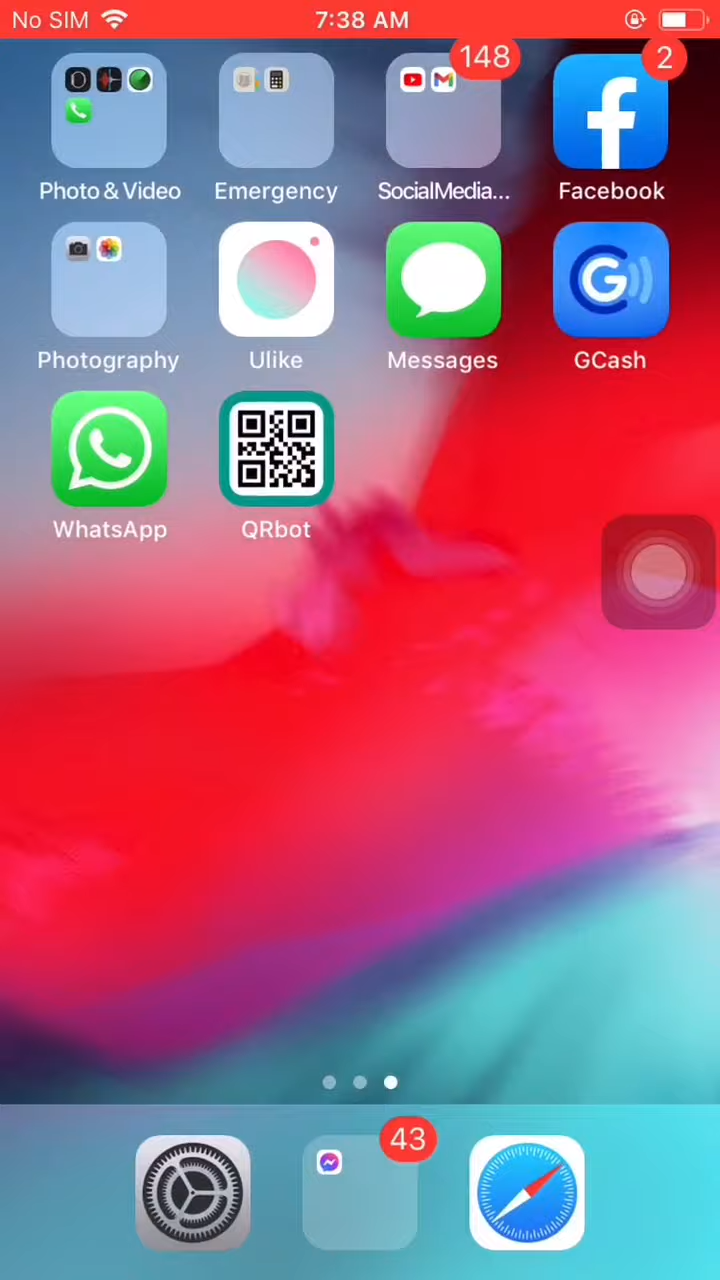 No SIM 7:38 AM
148
2
Photo & Video Emergency SocialMedia... Facebook
Photography Ulike Messages GCash
WhatsApp QRbot
43